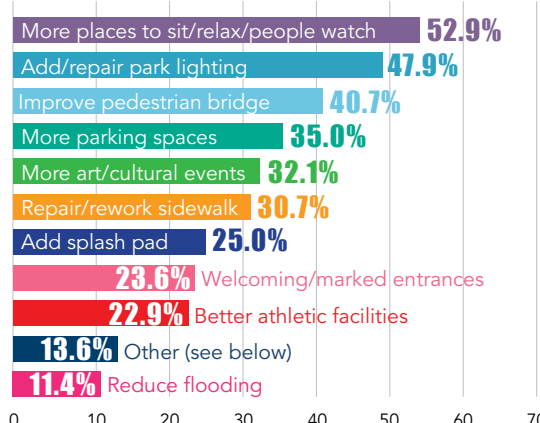 More places to sit/relax/people watch 52.9%
Add/repair park lighting 47.9%
Improve pedestrian bridge 40.7%
More parking spaces 35.0%
More art/cultural events 32.1%
Repair/rework sidewalk 30.7%
Add splash pad 25.0%
23.6% Welcoming/marked entrances
22.9% Better athletic facilities
13.6% Other (see below)
11.4% Reduce flooding
0 10 20 30 40 50 60 70